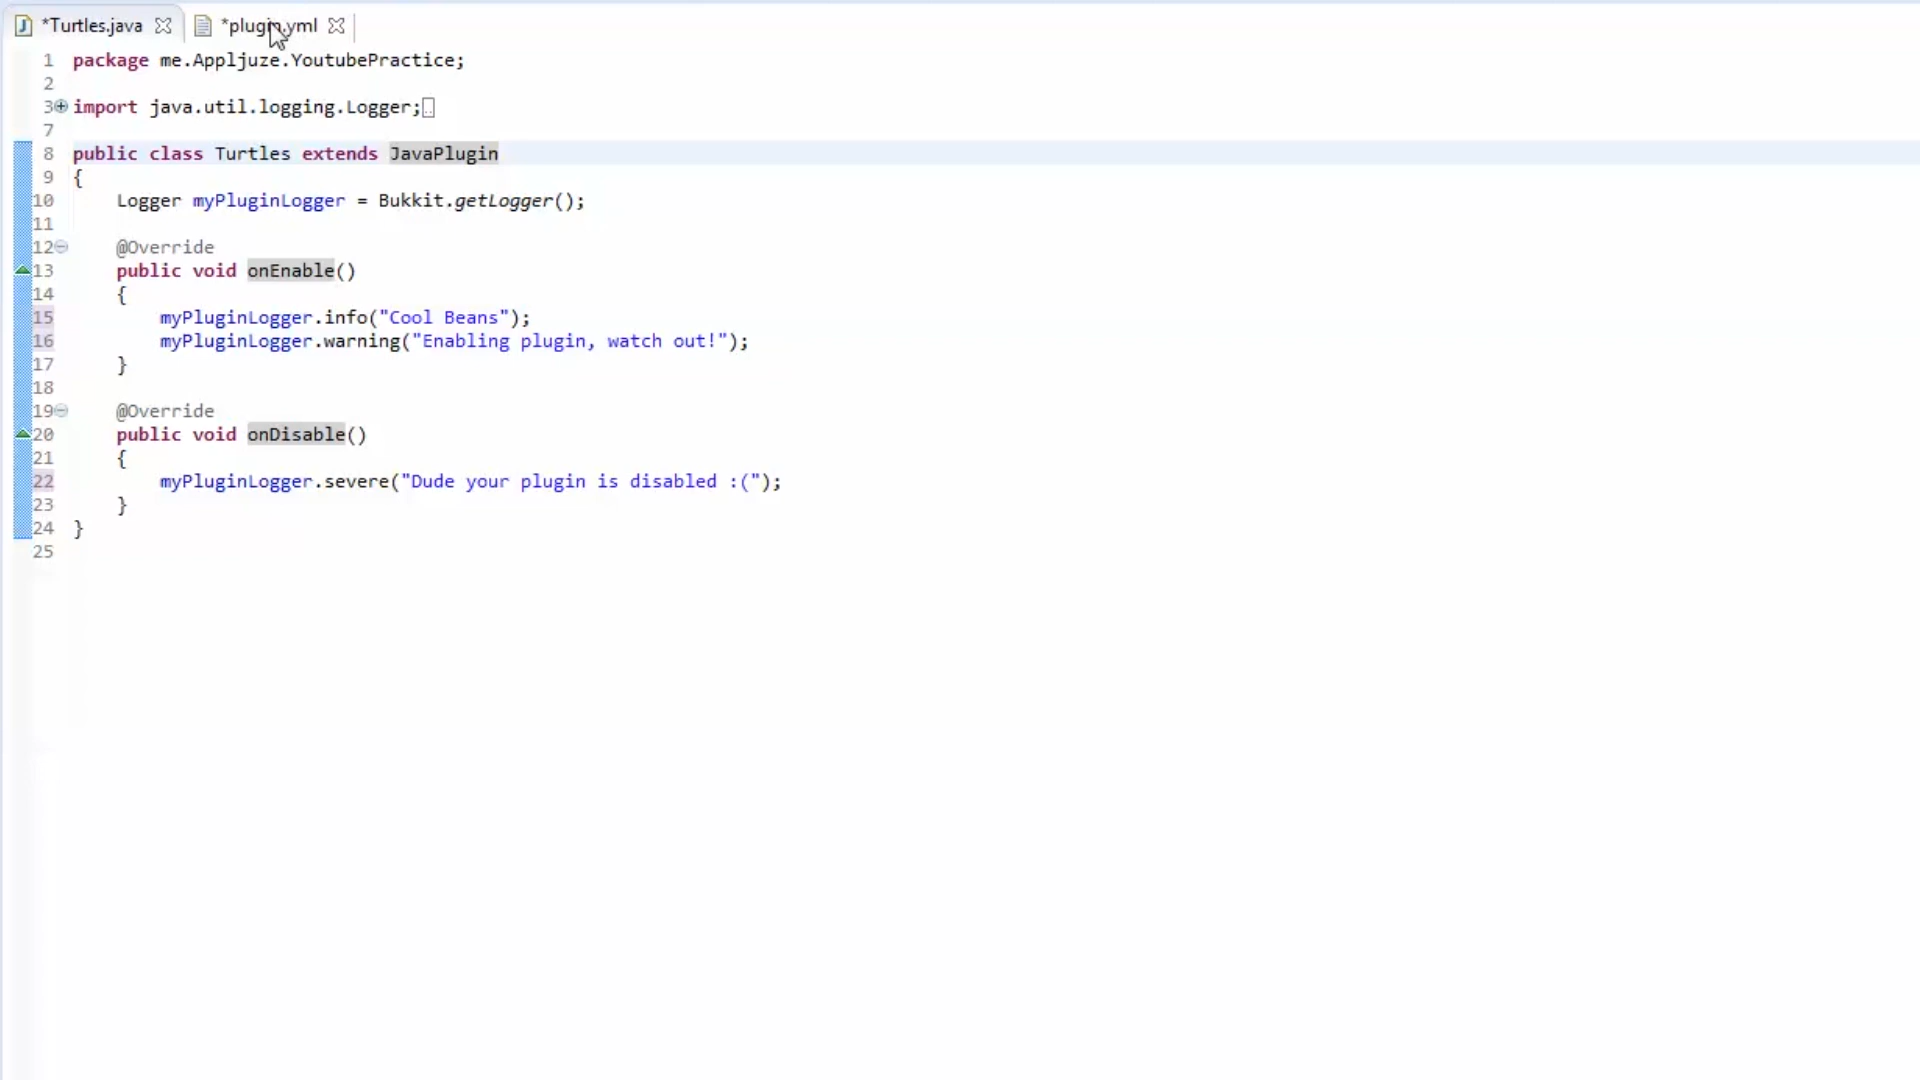 *Turtles.java *plugin.yml
1 package me.Appljuze.YoutubePractice;
2
3 import java.util.logging.Logger;
7
8 public class Turtles extends JavaPlugin
9 {
10 Logger myPluginLogger = Bukkit.getLogger();
11
12 @Override
13 public void onEnable()
14 {
15 myPluginLogger.info("Cool Beans");
16 myPluginLogger.warning("Enabling plugin, watch out!");
17 }
18
19 @Override
20 public void onDisable()
21 {
22 myPluginLogger.severe("Dude your plugin is disabled :(");
23 }
24 }
25